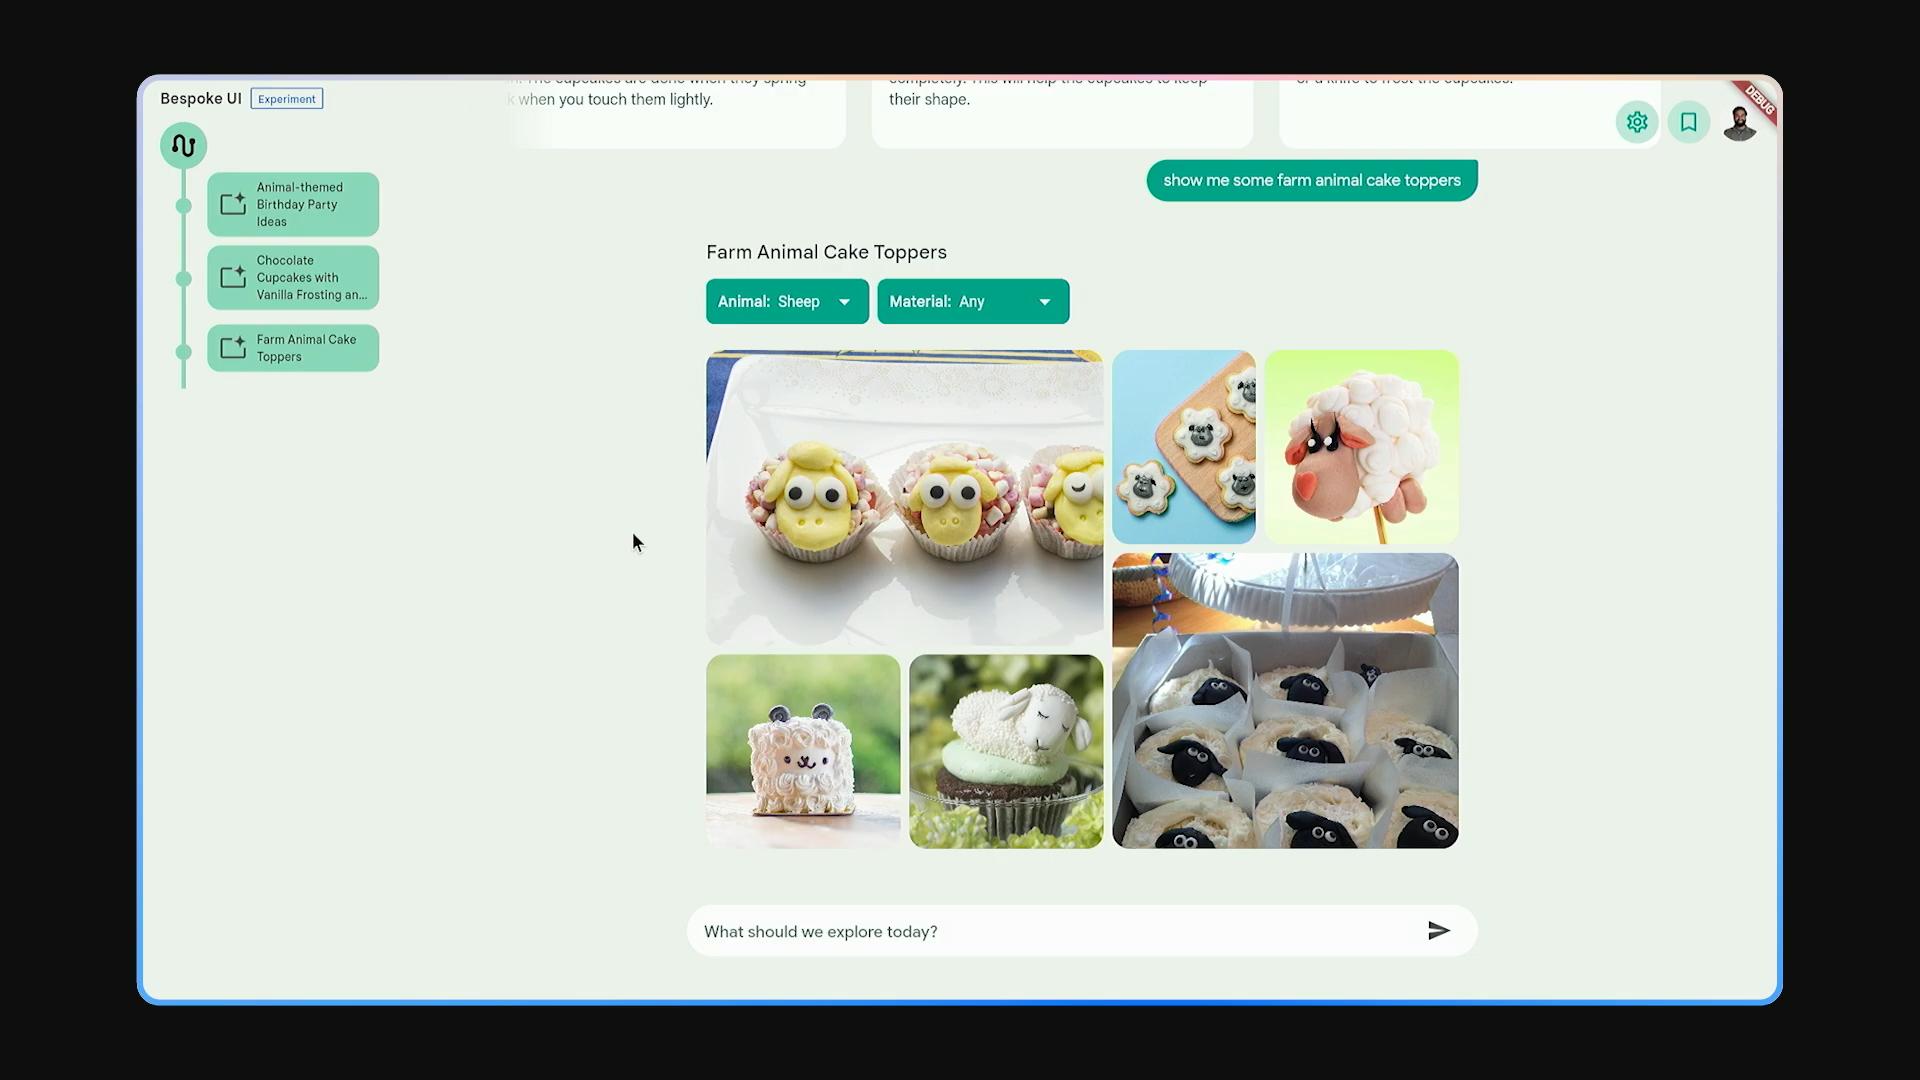 Bespoke UI
Experiment
when you touch them lightly.
their shape.
DEBUG
show me some farm animal cake toppers
Animal-themed
Birthday Party
Ideas
Chocolate
Cupcakes with
Vanilla Frosting an...
Farm Animal Cake
Toppers
Farm Animal Cake Toppers
Animal: Sheep
Material: Any
What should we explore today?